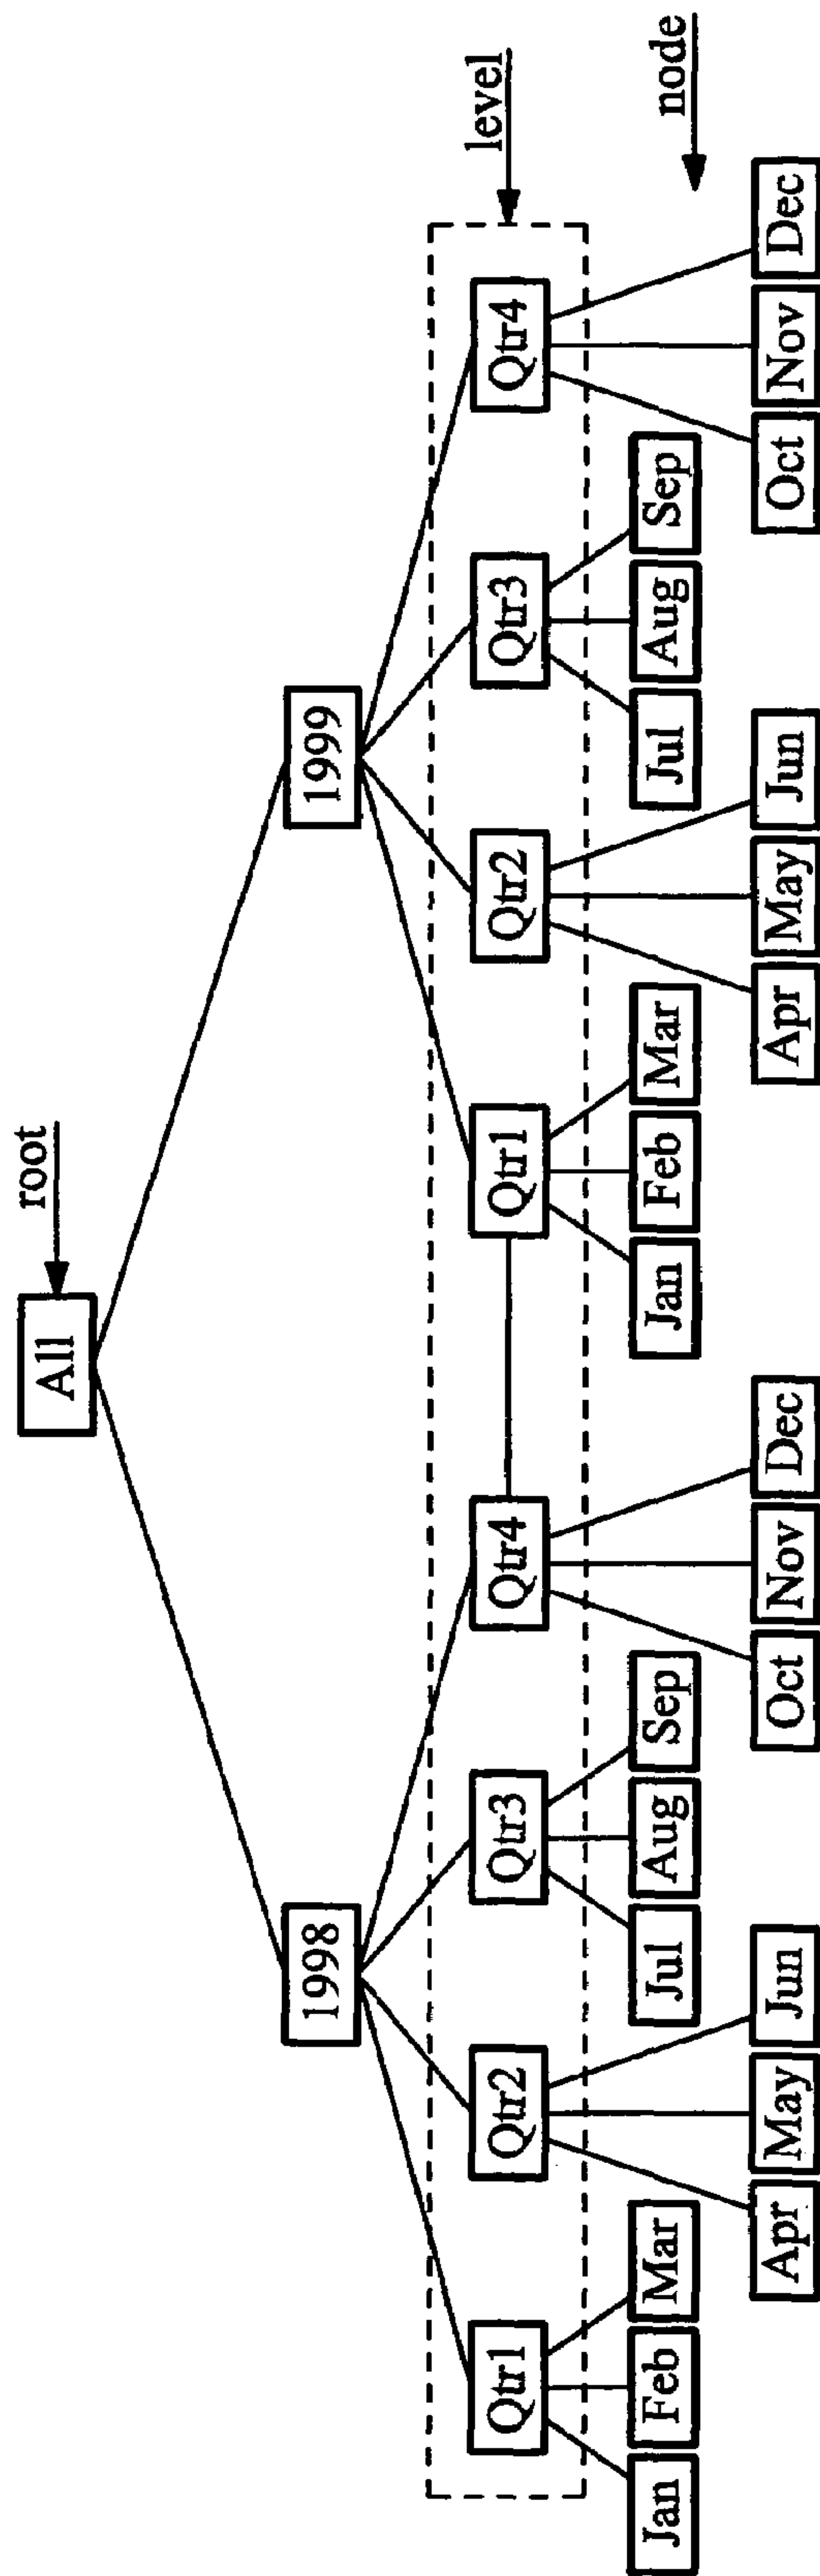 root
All
1998
1999
level
Qtr1
Qtr2
Qtr3
Qtr4
Qtr1
Qtr2
Qtr3
Qtr4
node
Jan
Feb
Mar
Jul
Aug
Sep
Jan
Feb
Mar
Jul
Aug
Sep
Apr
May
Jun
Oct
Nov
Dec
Apr
May
Jun
Oct
Nov
Dec